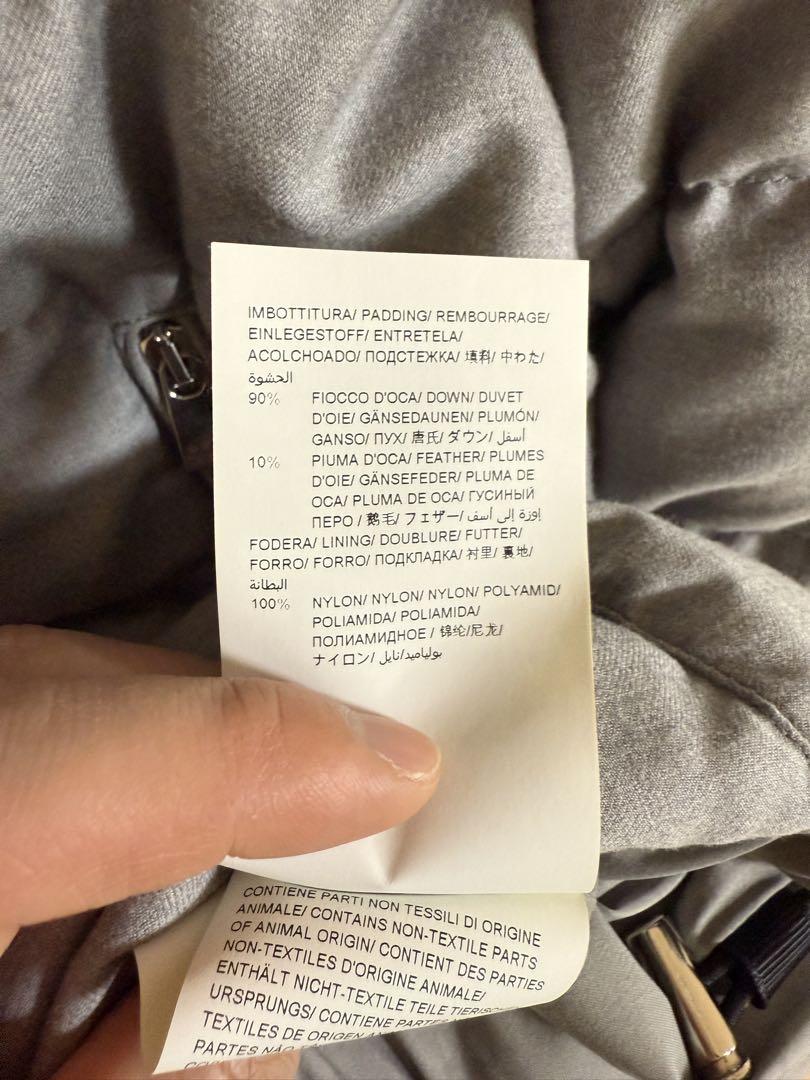 IMBOTTITURA/ PADDING/ REMBOURRAGE/
EINLEGESTOFF/ ENTRETELA/
ACOLCHOADO/ ПОДСТЕЖКА/ 填料/ 中わた/
الحشوة
90% FIOCCO D'OCA/ DOWN/ DUVET
D'OIE/ GÄNSEDAUNEN/ PLUMÓN/
GANSO/ ПУХ/ 唐氏/ ダウン/ أسفل
10% PIUMA D'OCA/ FEATHER/ PLUMES
D'OIE/ GÄNSEFEDER/ PLUMA DE
OCA/ PLUMA DE OCA/ ГУСИНЫЙ
ПЕРО / 鹅毛/ フェザー/ إوزة إلى أسف
FODERA/ LINING/ DOUBLURE/ FUTTER/
FORRO/ FORRO/ ПОДКЛАДКА/ 衬里/ 裏地/
البطانة
100% NYLON/ NYLON/ NYLON/ POLYAMID/
POLIAMIDA/ POLIAMIDA/
ПОЛИАМИДНОЕ / 锦纶/尼龙/
ナイロン/ بولياميد/نايل
CONTIENE PARTI NON TESSILI DI ORIGINE
ANIMALE/ CONTAINS NON-TEXTILE PARTS
OF ANIMAL ORIGIN/ CONTIENT DES PARTIES
NON-TEXTILES D'ORIGINE ANIMALE/
ENTHÄLT NICHT-TEXTILE TEILE
URSPRUNGS/ CONTIENE PARTES
TEXTILES DE ORIGEN
PARTES NÃO